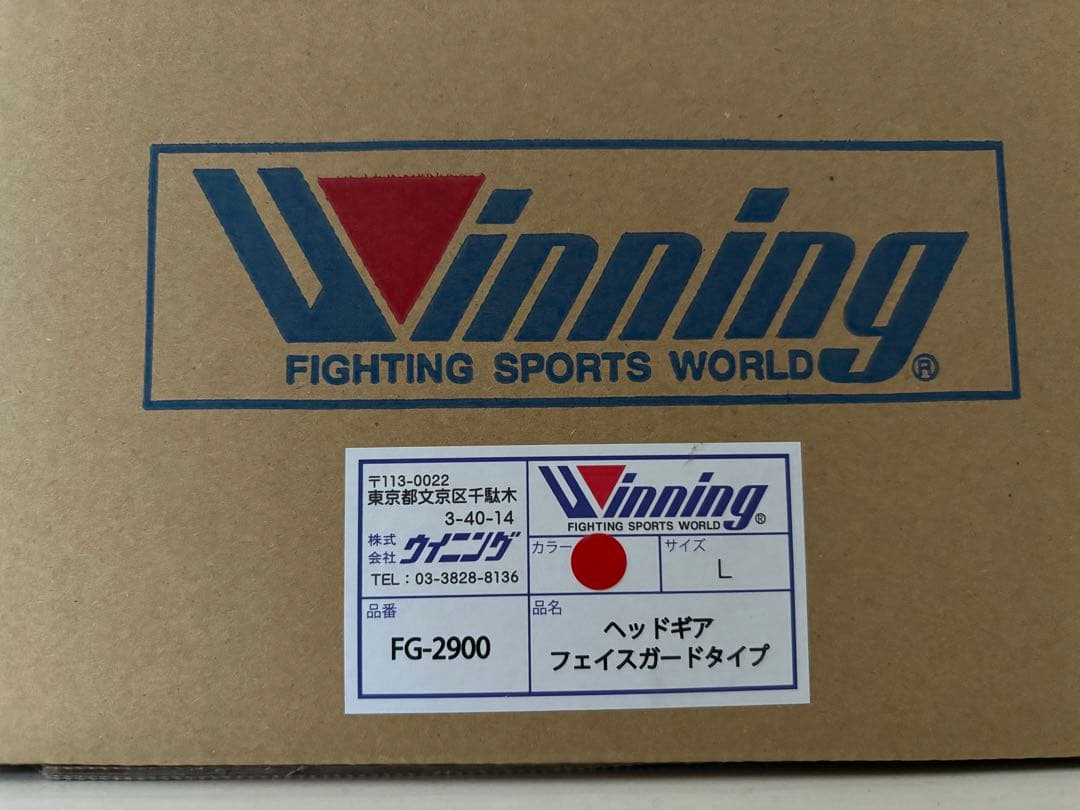 Winning
FIGHTING SPORTS WORLD®
〒113-0022
東京都文京区千駄木
3-40-14
株式
会社 ウイニング
TEL：03-3828-8136
Winning
FIGHTING SPORTS WORLD®
カラー
サイズ
L
品番
FG-2900
品名
ヘッドギア
フェイスガードタイプ